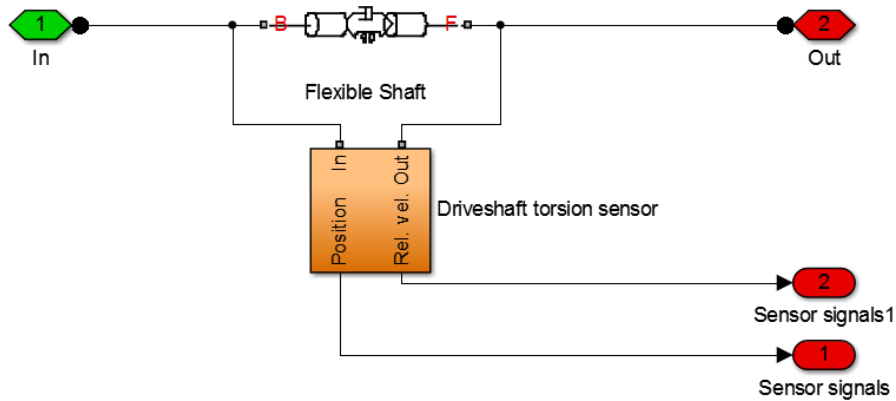 1
2
B
F
In
Out
Flexible Shaft
In
Out
Position
Rel. vel.
Driveshaft torsion sensor
2
Sensor signals1
1
Sensor signals